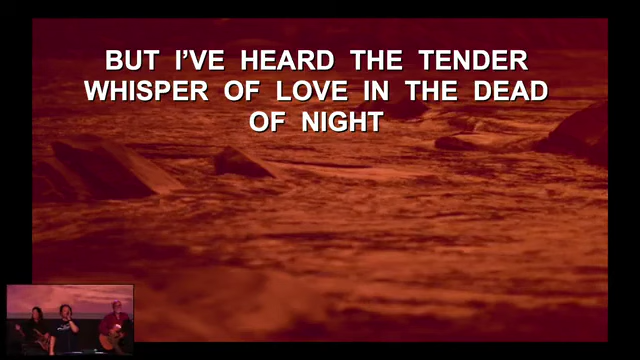 BUT I'VE HEARD THE TENDER
WHISPER OF LOVE IN THE DEAD
OF NIGHT